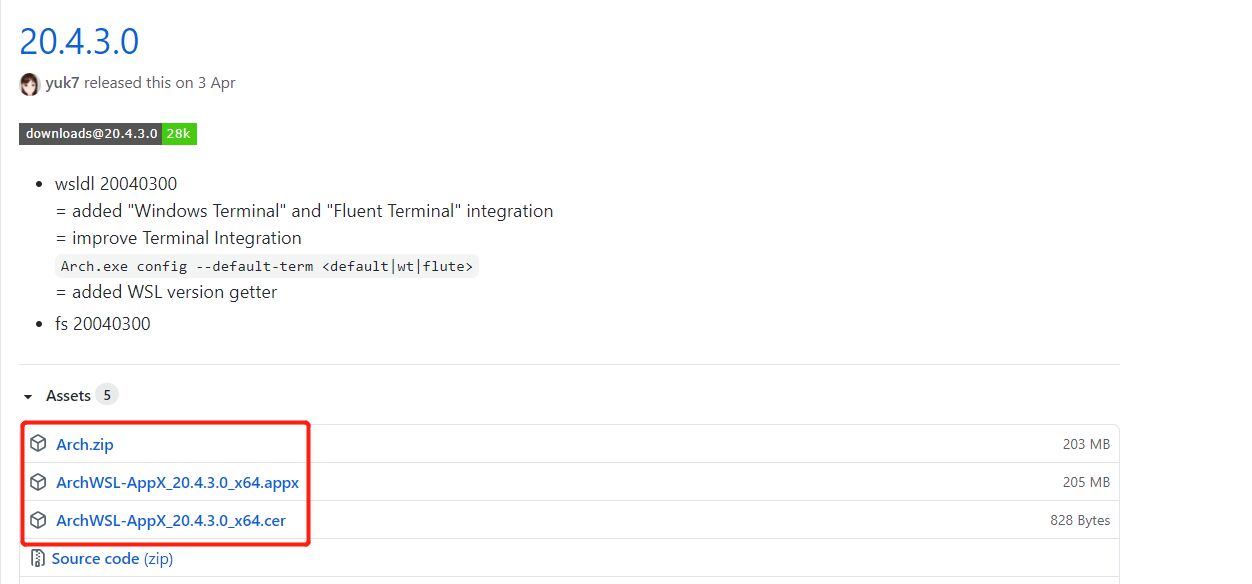 20.4.3.0
yuk7 released this on 3 Apr
downloads@20.4.3.0 28k
• wsldl 20040300
= added "Windows Terminal" and "Fluent Terminal" integration
= improve Terminal Integration
Arch.exe config --default-term <default|wt|flute>
= added WSL version getter
• fs 20040300
Assets 5
Arch.zip 203 MB
ArchWSL-AppX_20.4.3.0_x64.appx 205 MB
ArchWSL-AppX_20.4.3.0_x64.cer 828 Bytes
Source code (zip)